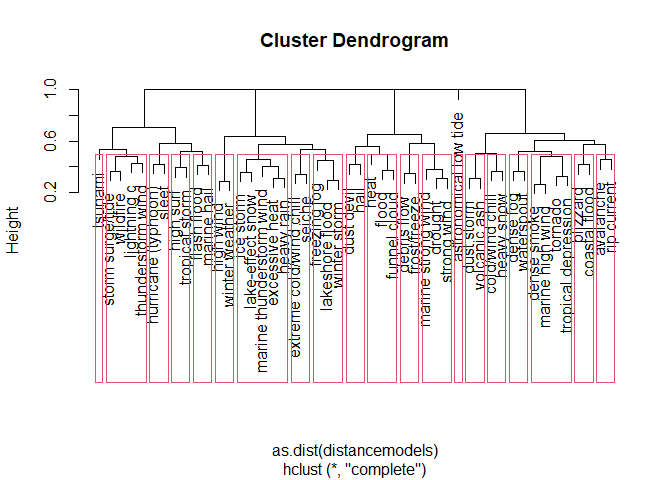 Cluster Dendrogram
Height
1.0
0.6
0.2
tsunami
storm surge/tide
wildfire
lightning
thunderstorm wind
hurricane (typhoon)
sleet
high surf
tropical storm
flash flood
marine hail
high wind
winter weather
ice storm
lake-effect snow
marine thunderstorm wind
excessive heat
heavy rain
extreme cold/wind chill
seiche
freezing fog
lakeshore flood
winter storm
dust devil
hail
heat
flood
funnel cloud
debris flow
frost/freeze
marine strong wind
drought
strong wind
astronomical low tide
dust storm
volcanic ash
cold/wind chill
heavy snow
dense fog
waterspout
dense smoke
marine high wind
tornado
tropical depression
blizzard
coastal flood
avalanche
rip current
as.dist(distancemodels)
hclust (*, "complete")